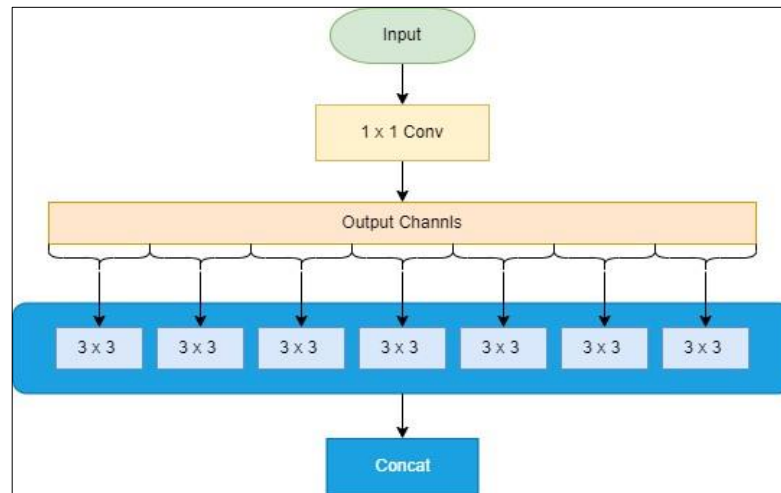 Input
1 x 1 Conv
Output Channls
3 x 3 3 x 3 3 x 3 3 x 3 3 x 3 3 x 3 3 x 3
Concat